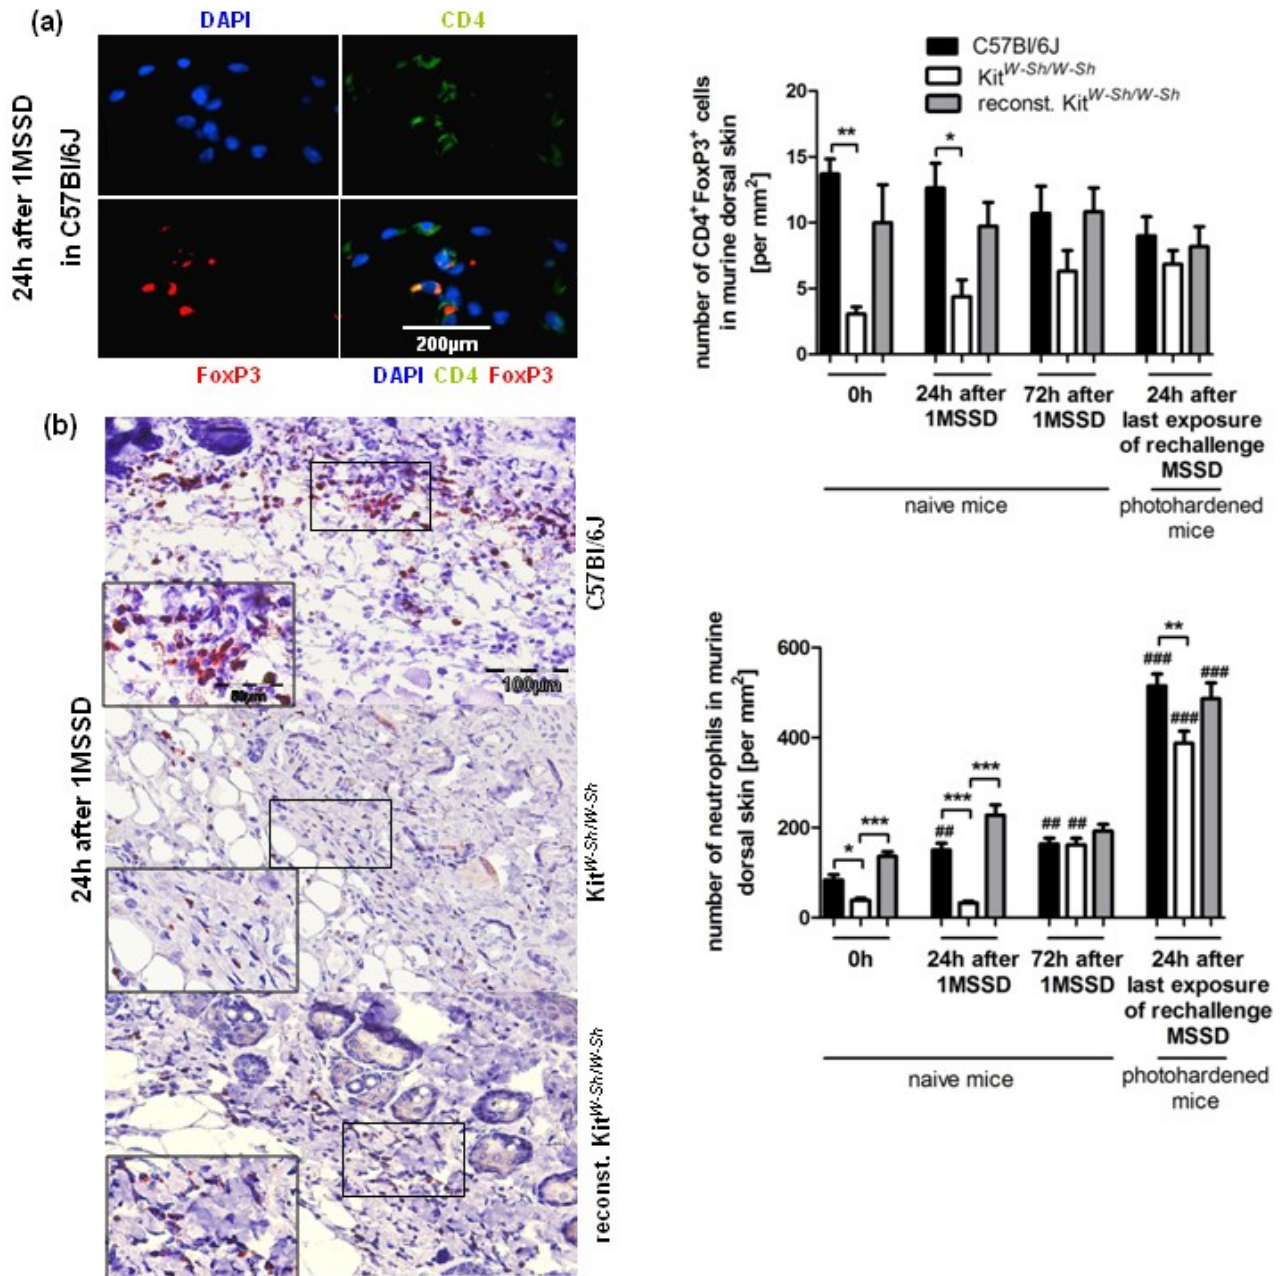 (a)
DAPI
CD4
24h after 1MSSD
in C57Bl/6J
200µm
FoxP3
DAPI CD4 FoxP3
C57Bl/6J
Kit^W-Sh/W-Sh
reconst. Kit^W-Sh/W-Sh
number of CD4+FoxP3+ cells
in murine dorsal skin
[per mm²]
20
15
10
5
0
**
*
0h
24h after
1MSSD
72h after
1MSSD
24h after
last exposure
of rechallenge
MSSD
naive mice
photohardened
mice
(b)
24h after 1MSSD
C57Bl/6J
50µm
100µm
Kit^W-Sh/W-Sh
reconst. Kit^W-Sh/W-Sh
number of neutrophils in murine
dorsal skin [per mm²]
600
400
200
0
*
***
##
***
***
## ##
###
**
###
###
0h
24h after
1MSSD
72h after
1MSSD
24h after
last exposure
of rechallenge
MSSD
naive mice
photohardened
mice